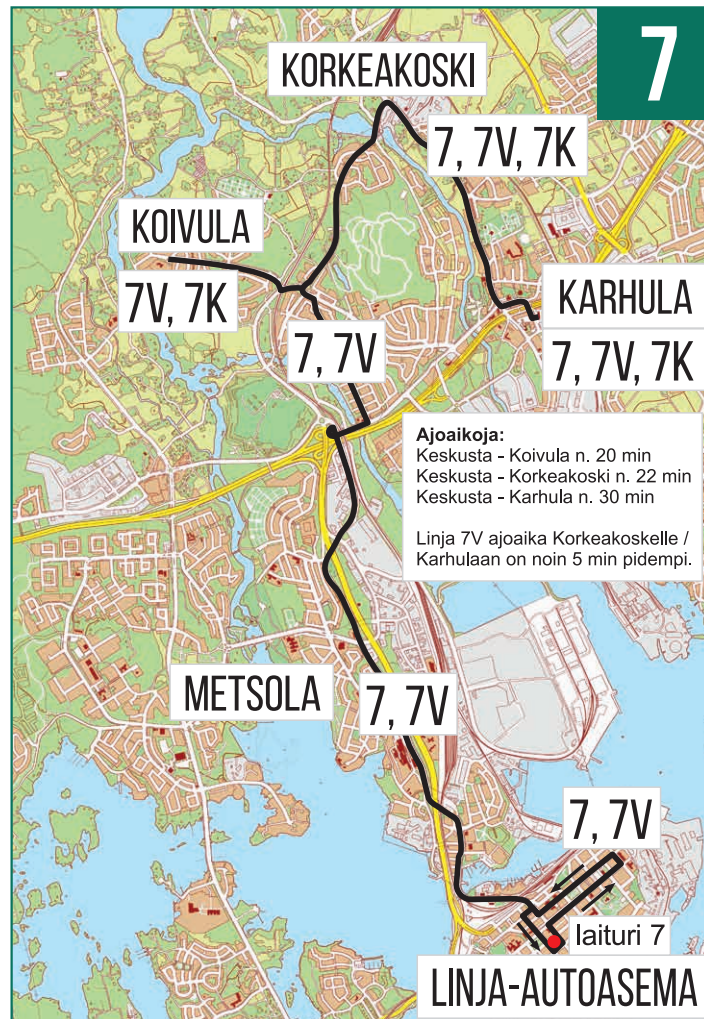 7
KORKEAKOSKI
7, 7V, 7K
KOIVULA
7V, 7K
KARHULA
7, 7V, 7K
7, 7V
Ajoaikoja:
Keskusta - Koivula n. 20 min
Keskusta - Korkeakoski n. 22 min
Keskusta - Karhula n. 30 min
Linja 7V ajoaika Korkeakoskelle /
Karhulaan on noin 5 min pidempi.
METSOLA
7, 7V
7, 7V
laituri 7
LINJA-AUTOASEMA